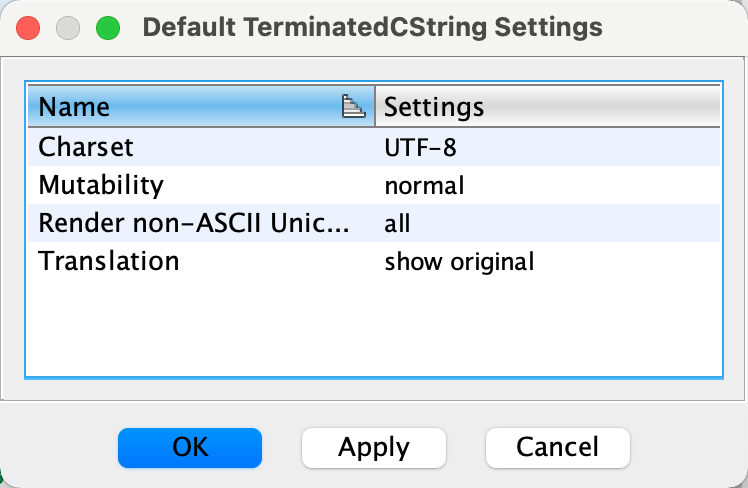 Default TerminatedCString Settings
Name Settings
Charset UTF-8
Mutability normal
Render non-ASCII Unic... all
Translation show original
OK Apply Cancel